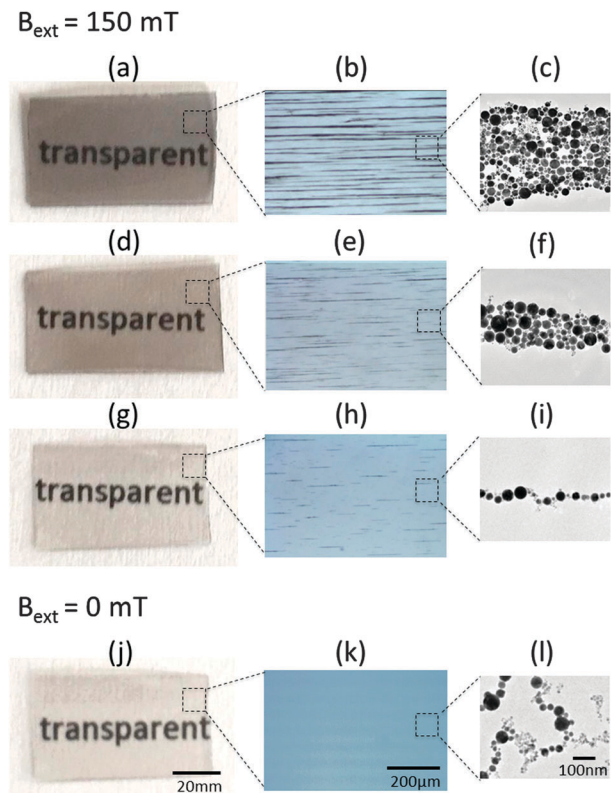 B_ext = 150 mT
(a) (b) (c)
transparent
(d) (e) (f)
transparent
(g) (h) (i)
transparent
B_ext = 0 mT
(j) (k) (l)
transparent
20mm 200μm 100nm